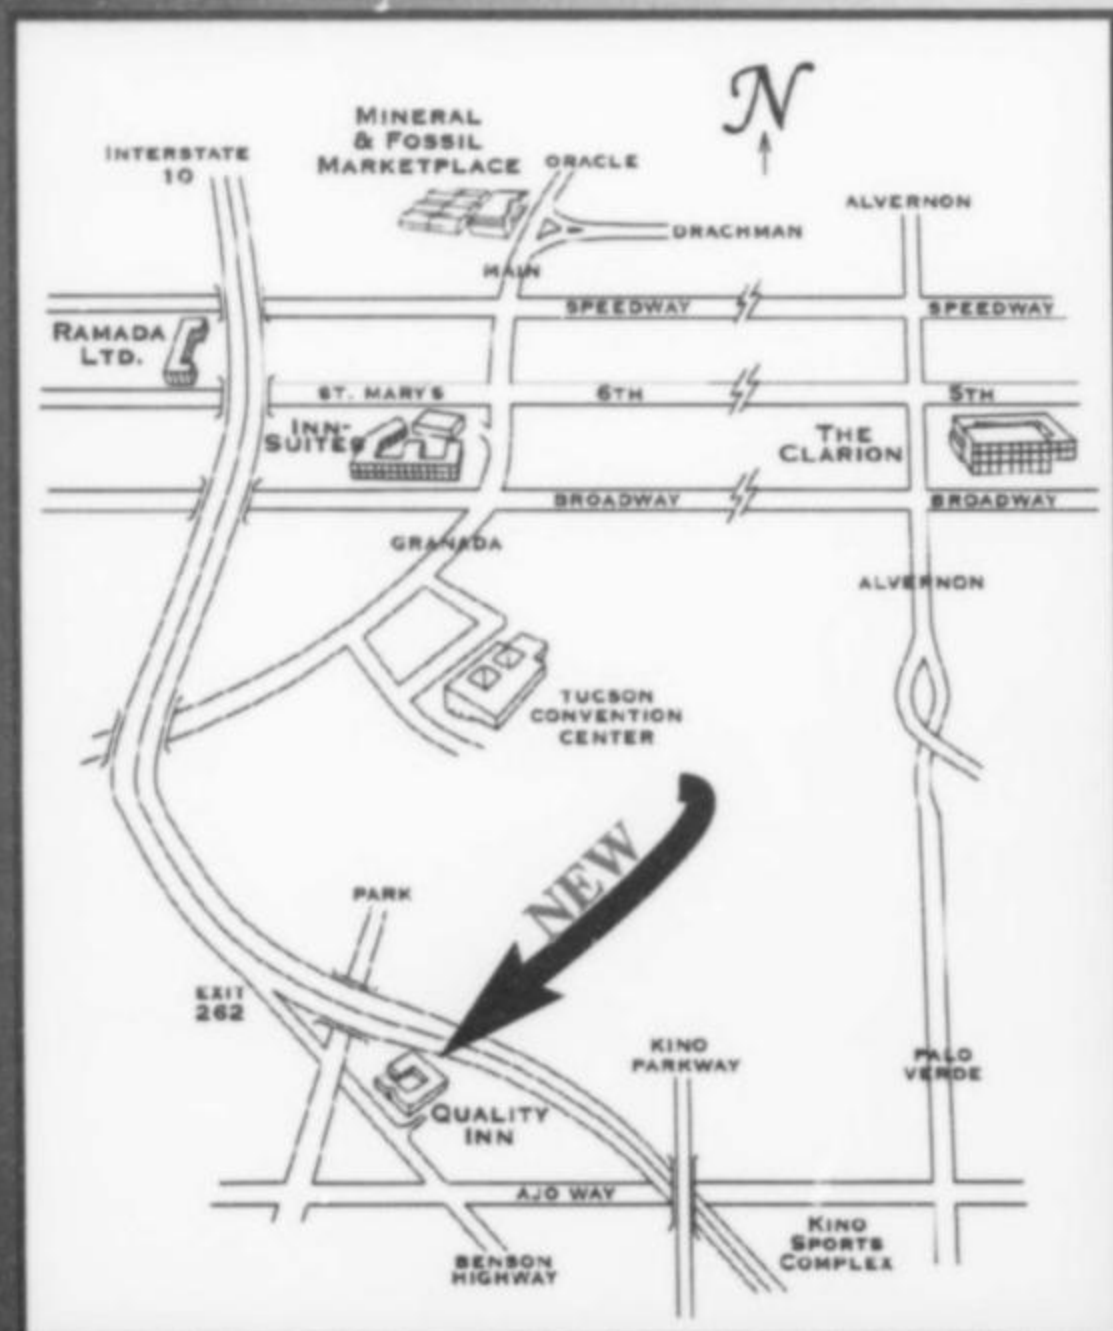 N
MINERAL
& FOSSIL
MARKETPLACE
INTERSTATE
10
ORACLE
ALVERNON
DRACHMAN
MAIN
SPEEDWAY
SPEEDWAY
RAMADA
LTD.
ST. MARY'S
6TH
5TH
INN-
SUITES
THE
CLARION
BROADWAY
BROADWAY
GRANADA
ALVERNON
TUCSON
CONVENTION
CENTER
NEW
PARK
EXIT
262
KINO
PARKWAY
PALO
VERDE
QUALITY
INN
AJO WAY
KINO
SPORTS
COMPLEX
BENSON
HIGHWAY